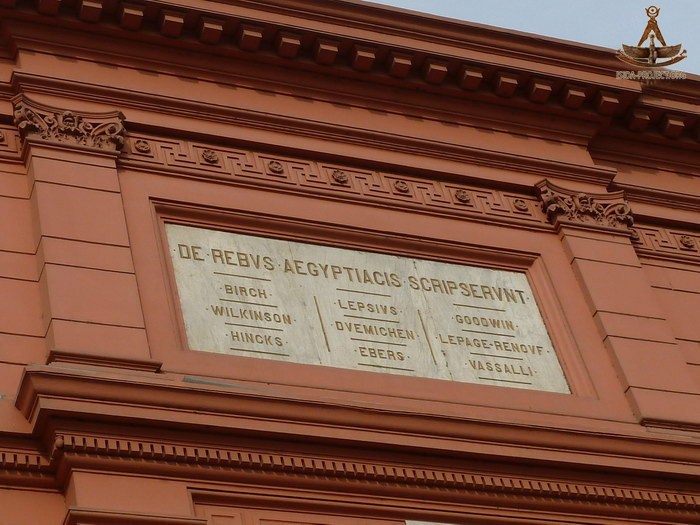 DE·REBVS·AEGYPTIACIS·SCRIPSERVNT·
·BIRCH·
·WILKINSON·
·HINCKS·
·LEPSIVS·
·DVEMICHEN·
·EBERS·
·GOODWIN·
·LEPAGE-RENOVF·
·VASSALLI·